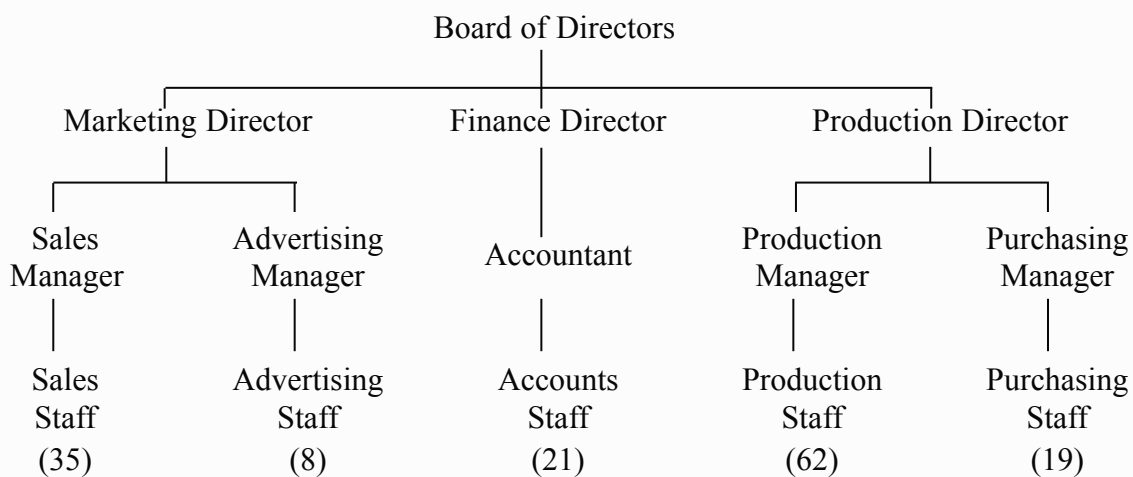 Board of Directors
Marketing Director
Finance Director
Production Director
Sales
Manager
Advertising
Manager
Accountant
Production
Manager
Purchasing
Manager
Sales
Staff
(35)
Advertising
Staff
(8)
Accounts
Staff
(21)
Production
Staff
(62)
Purchasing
Staff
(19)